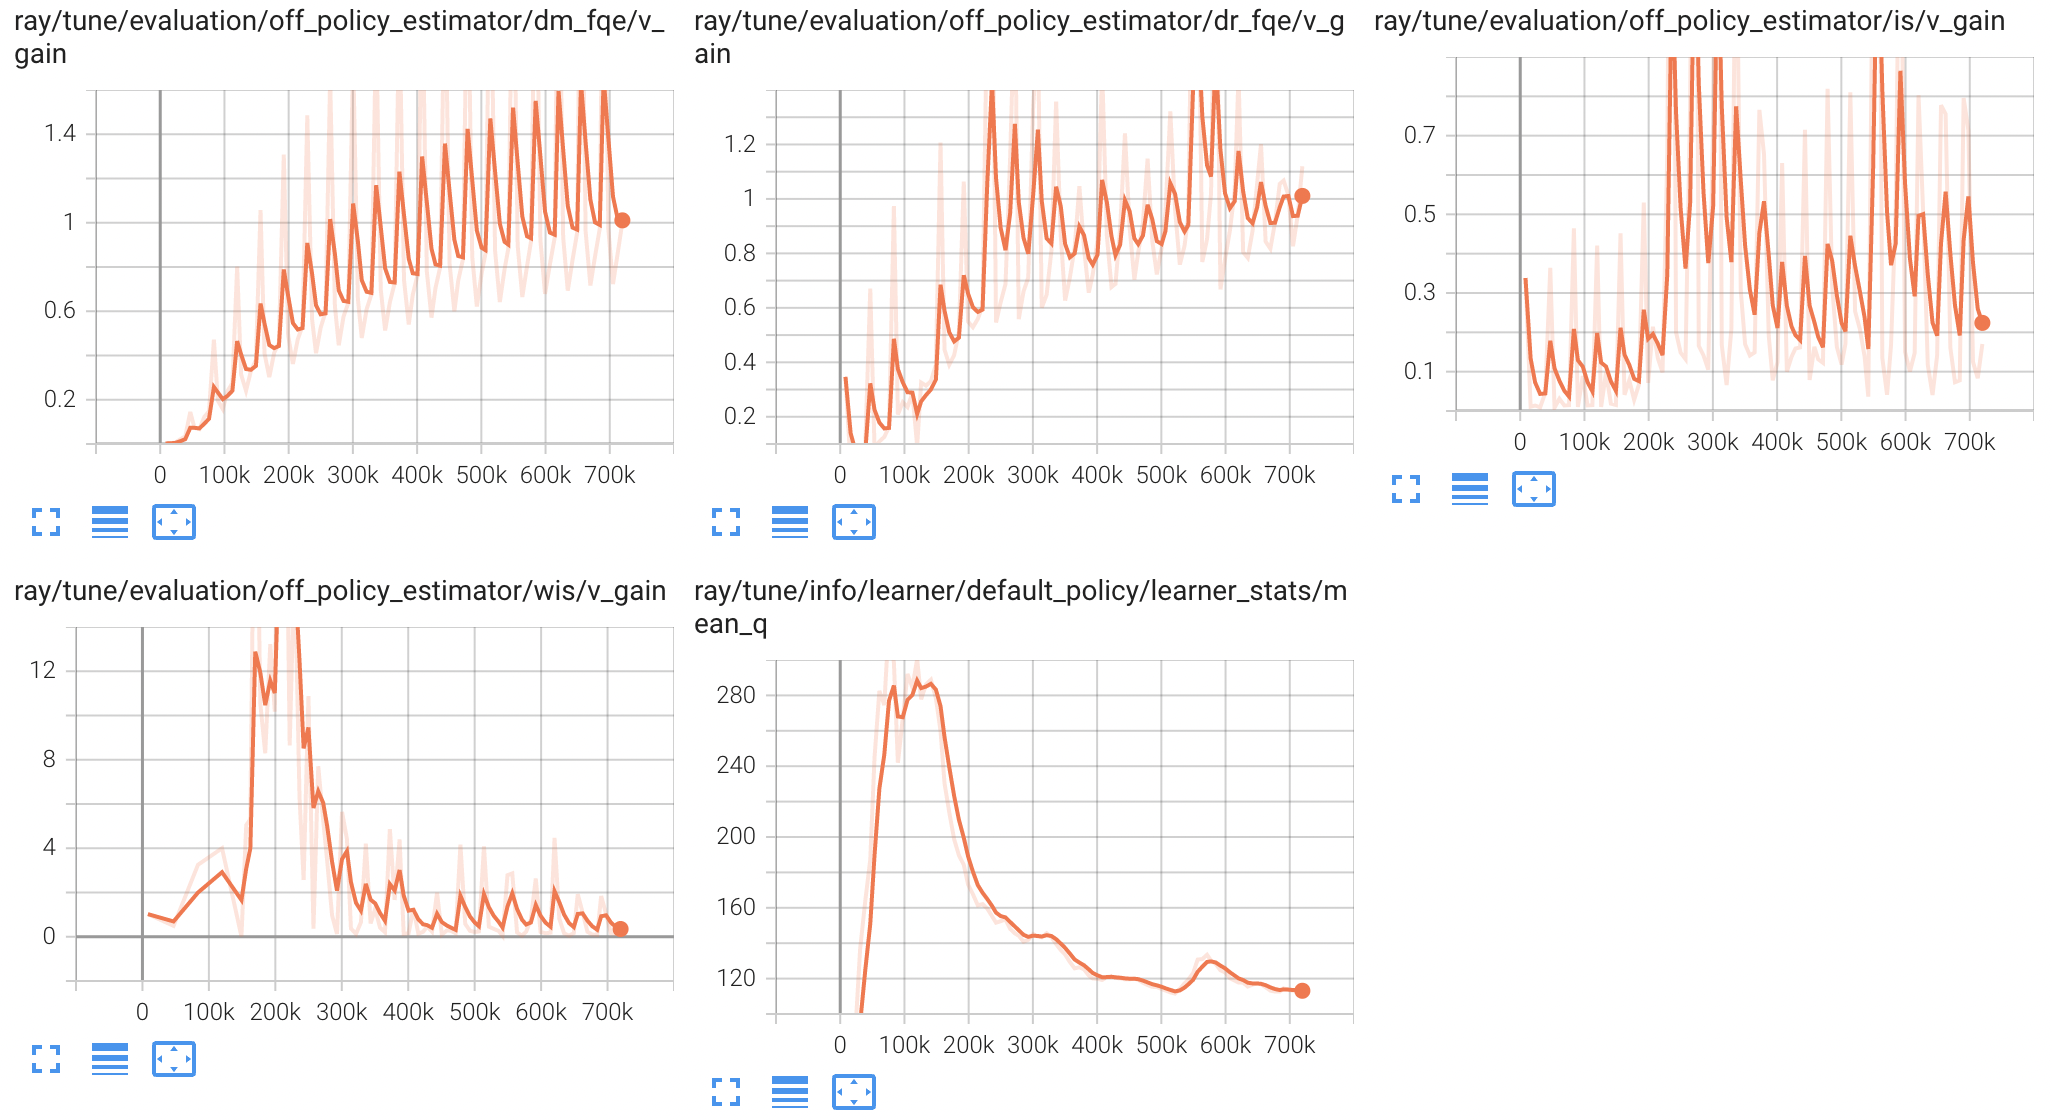 ray/tune/evaluation/off_policy_estimator/dm_fqe/v_
gain
1.4
1
0.6
0.2
0 100k 200k 300k 400k 500k 600k 700k
ray/tune/evaluation/off_policy_estimator/dr_fqe/v_g
ain
1.2
1
0.8
0.6
0.4
0.2
0 100k 200k 300k 400k 500k 600k 700k
ray/tune/evaluation/off_policy_estimator/is/v_gain
0.7
0.5
0.3
0.1
0 100k 200k 300k 400k 500k 600k 700k
ray/tune/evaluation/off_policy_estimator/wis/v_gain
12
8
4
0
0 100k 200k 300k 400k 500k 600k 700k
ray/tune/info/learner/default_policy/learner_stats/m
ean_q
280
240
200
160
120
0 100k 200k 300k 400k 500k 600k 700k